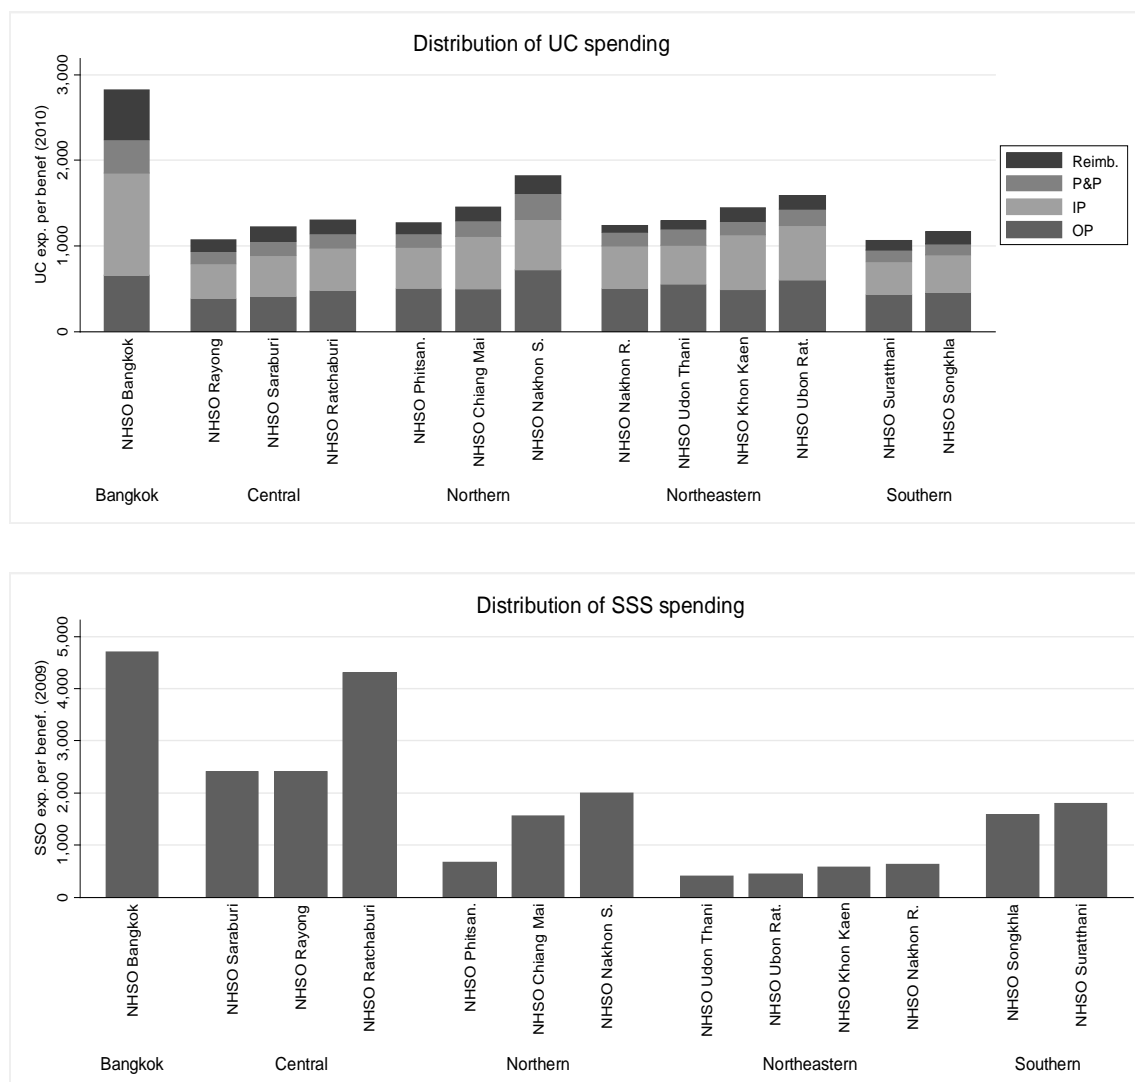 Distribution of UC spending
UC exp. per benef (2010)
3,000
2,000
1,000
0
Reimb.
P&P
IP
OP
NHSO Bangkok
NHSO Rayong
NHSO Saraburi
NHSO Ratchaburi
NHSO Phitsan.
NHSO Chiang Mai
NHSO Nakhon S.
NHSO Nakhon R.
NHSO Udon Thani
NHSO Khon Kaen
NHSO Ubon Rat.
NHSO Suratthani
NHSO Songkhla
Bangkok Central Northern Northeastern Southern
Distribution of SSS spending
SSO exp. per benef. (2009)
5,000
4,000
3,000
2,000
1,000
0
NHSO Bangkok
NHSO Saraburi
NHSO Rayong
NHSO Ratchaburi
NHSO Phitsan.
NHSO Chiang Mai
NHSO Nakhon S.
NHSO Udon Thani
NHSO Ubon Rat.
NHSO Khon Kaen
NHSO Nakhon R.
NHSO Songkhla
NHSO Suratthani
Bangkok Central Northern Northeastern Southern